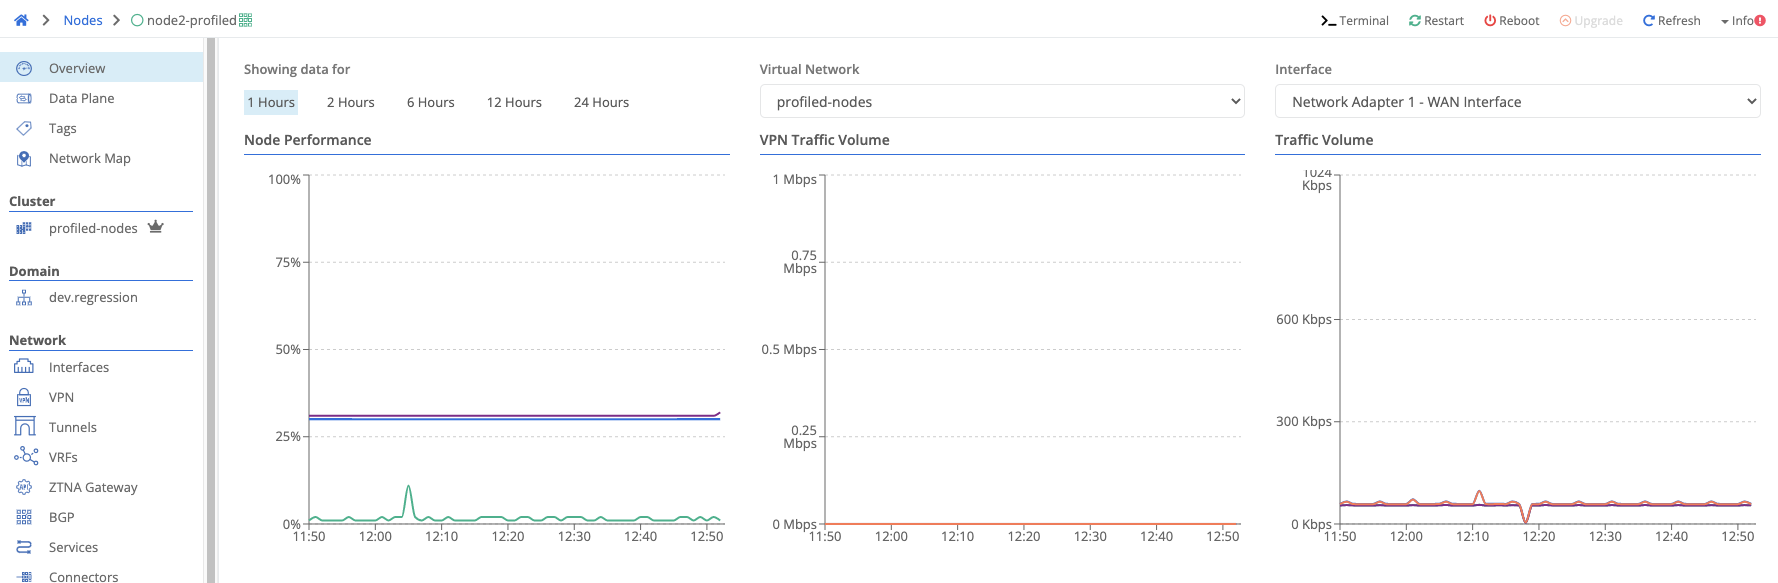 Nodes node2-profiled Terminal Restart Reboot Upgrade Refresh Info
Overview
Data Plane
Tags
Network Map
Cluster
profiled-nodes
Domain
dev.regression
Network
Interfaces
VPN
Tunnels
VRFs
ZTNA Gateway
BGP
Services
Connectors
Showing data for
1 Hours 2 Hours 6 Hours 12 Hours 24 Hours
Node Performance
100%
75%
50%
25%
0%
11:50 12:00 12:10 12:20 12:30 12:40 12:50
Virtual Network
profiled-nodes
VPN Traffic Volume
1 Mbps
0.75
Mbps
0.5 Mbps
0.25
Mbps
0 Mbps
11:50 12:00 12:10 12:20 12:30 12:40 12:50
Interface
Network Adapter 1 - WAN Interface
Traffic Volume
1024
Kbps
600 Kbps
300 Kbps
0 Kbps
11:50 12:00 12:10 12:20 12:30 12:40 12:50